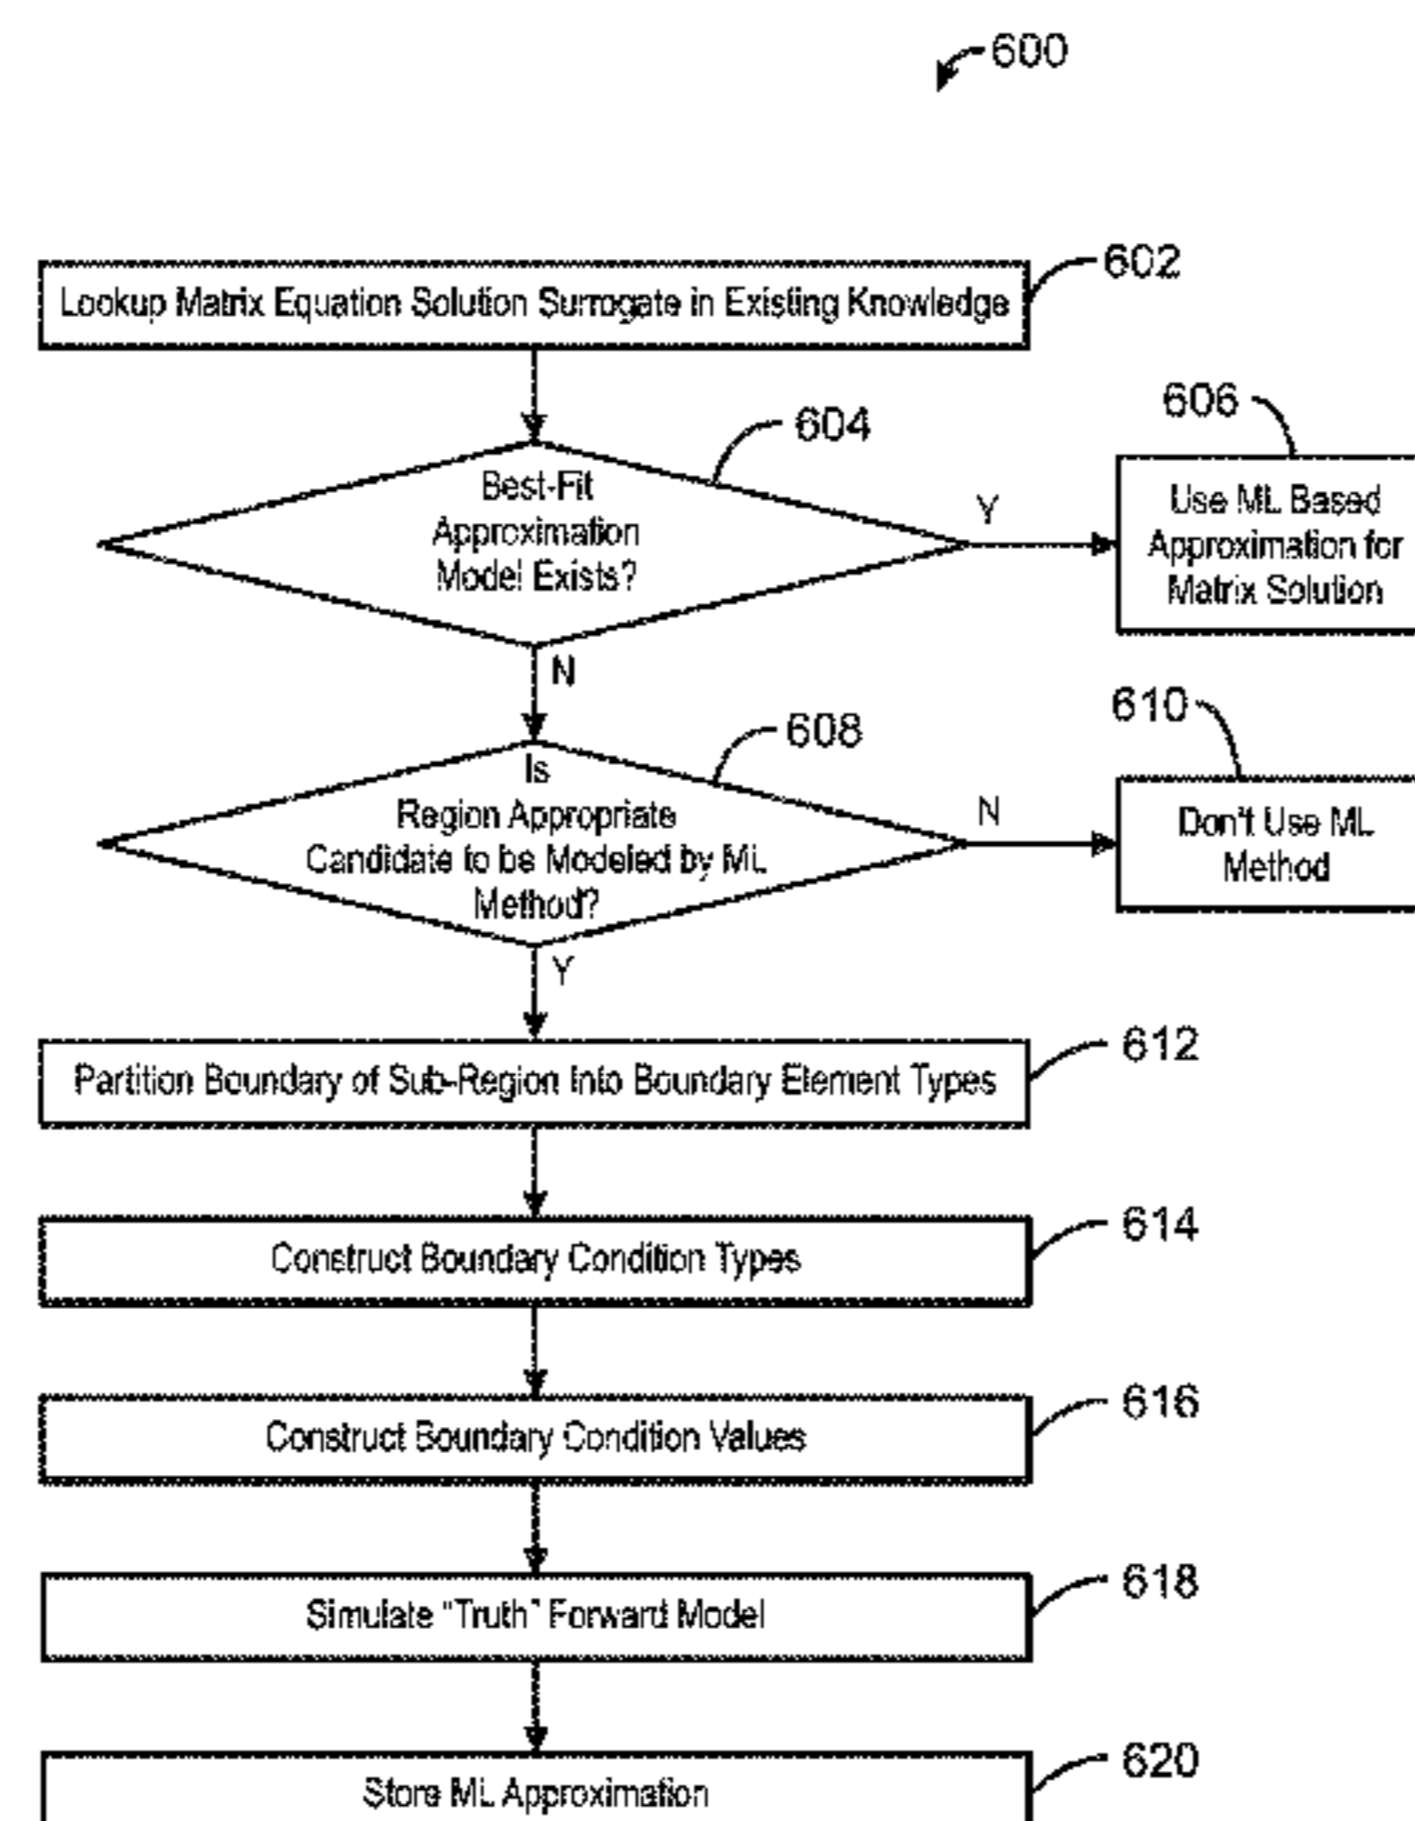 600
602
Lookup Matrix Equation Solution Surrogate in Existing Knowledge
604
606
Best-Fit
Approximation
Model Exists?
Y
Use ML Based
Approximation for
Matrix Solution
N
608
610
Is
Region Appropriate
Candidate to be Modeled by ML
Method?
N
Don't Use ML
Method
Y
612
Partition Boundary of Sub-Region Into Boundary Element Types
614
Construct Boundary Condition Types
616
Construct Boundary Condition Values
618
Simulate "Truth" Forward Model
620
Store ML Approximation